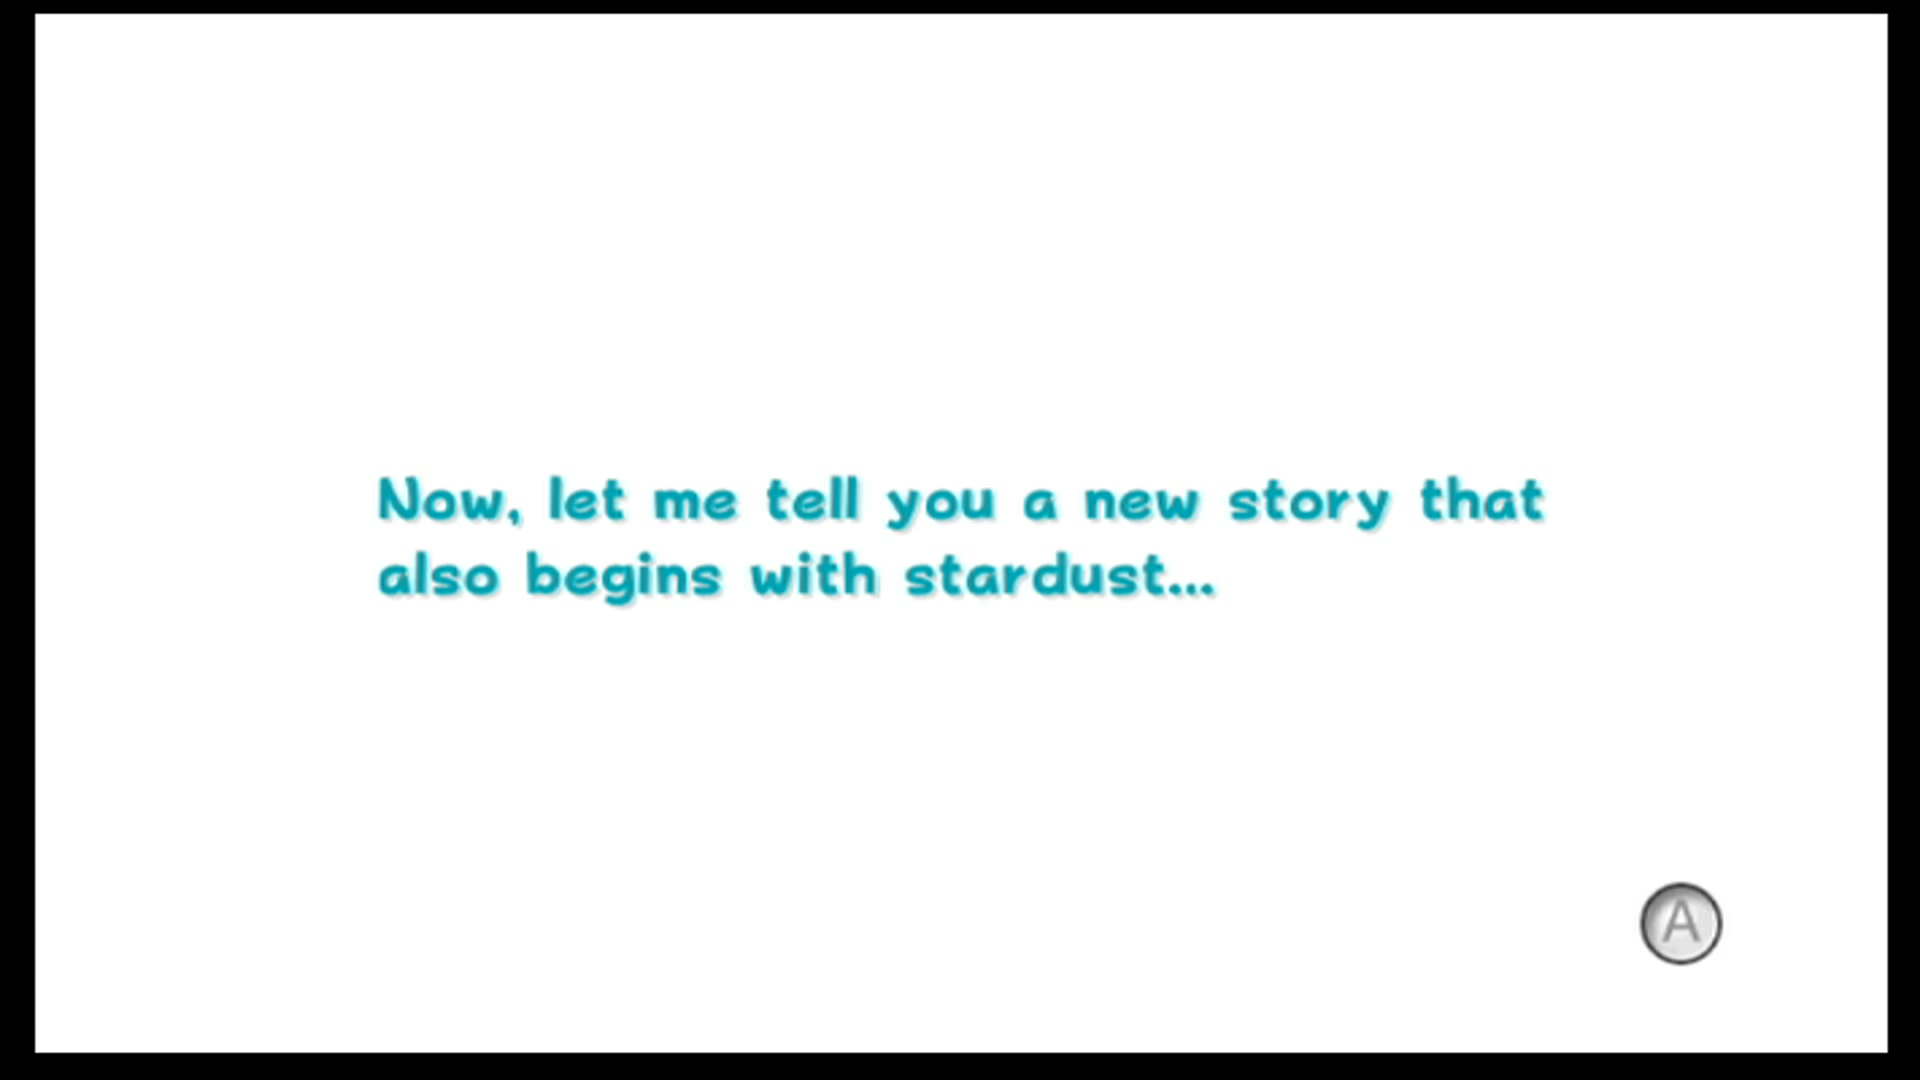 Now, let me tell you a new story that
also begins with stardust...
A